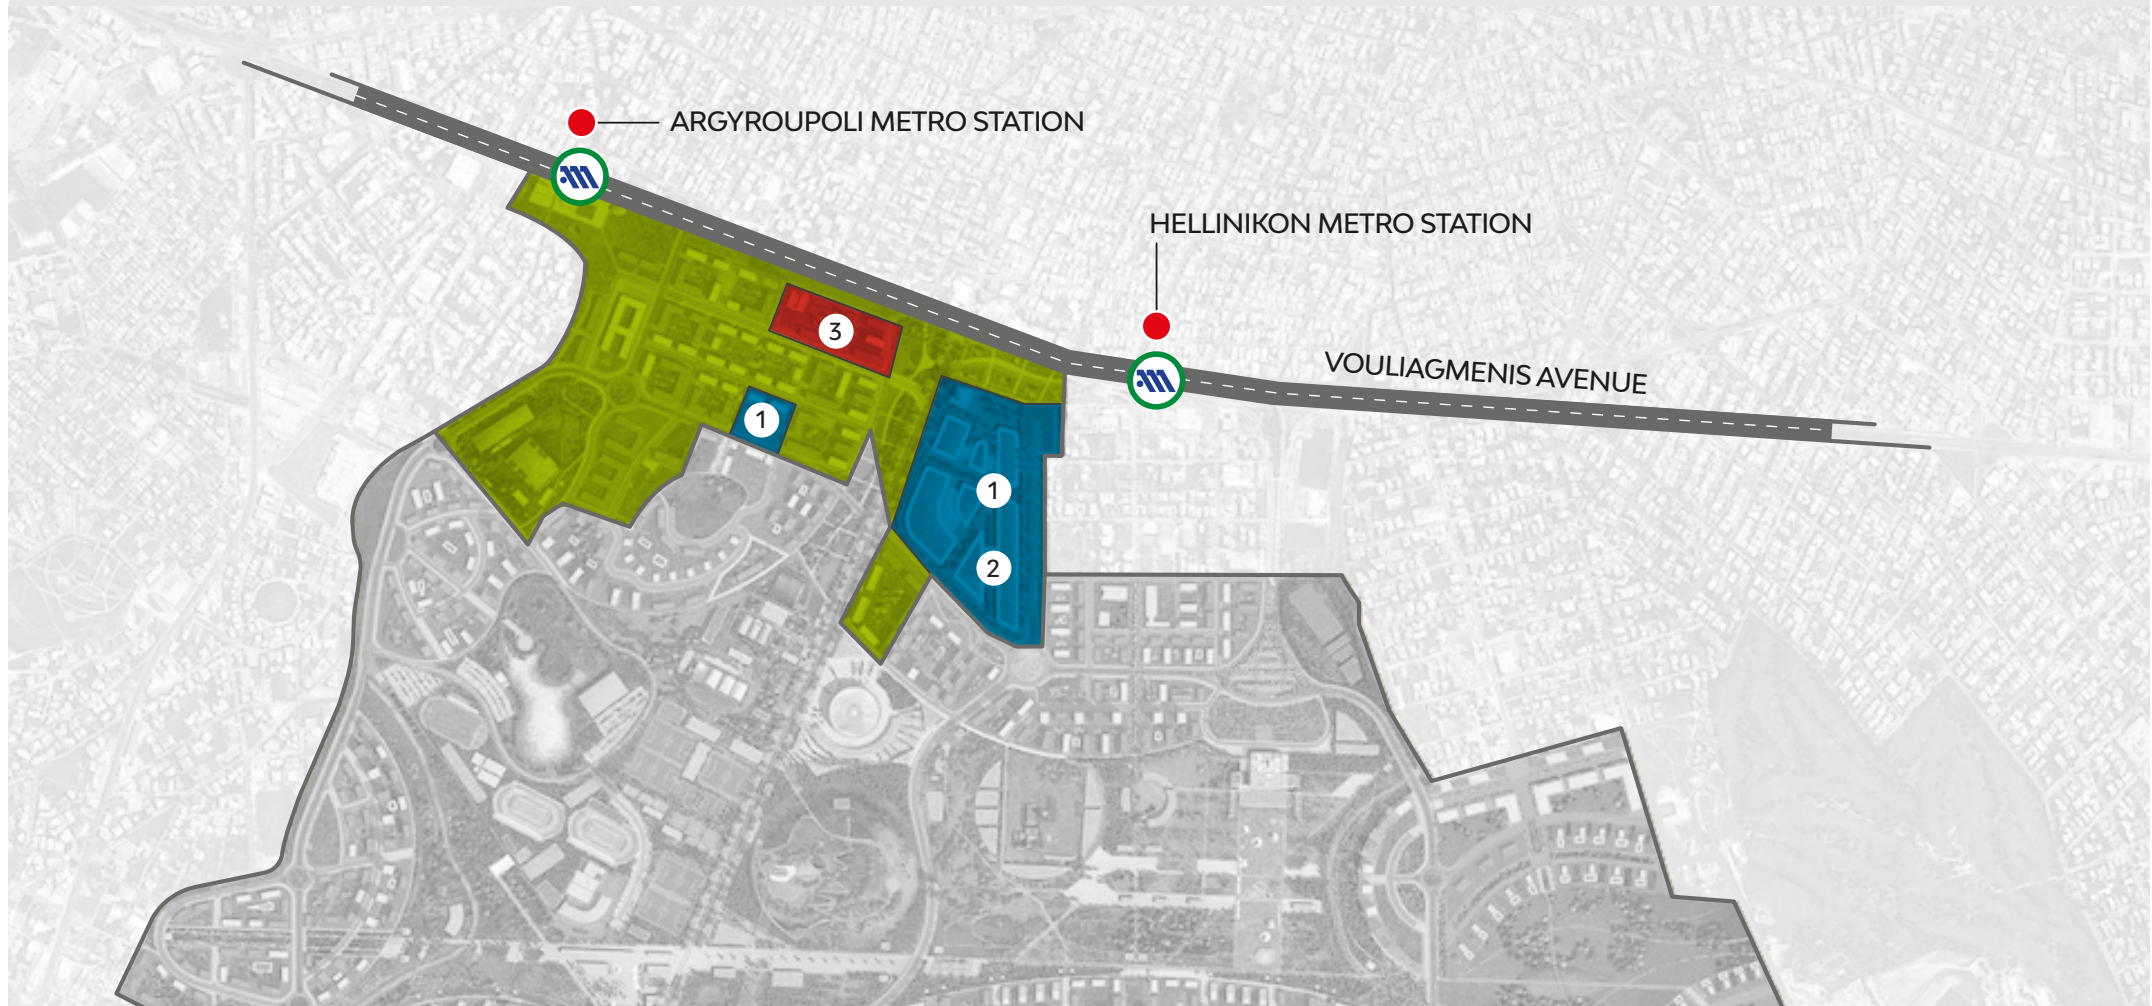 ARGYROUPOLI METRO STATION
HELLINIKON METRO STATION
VOULIAGMENIS AVENUE
3
1
1
2